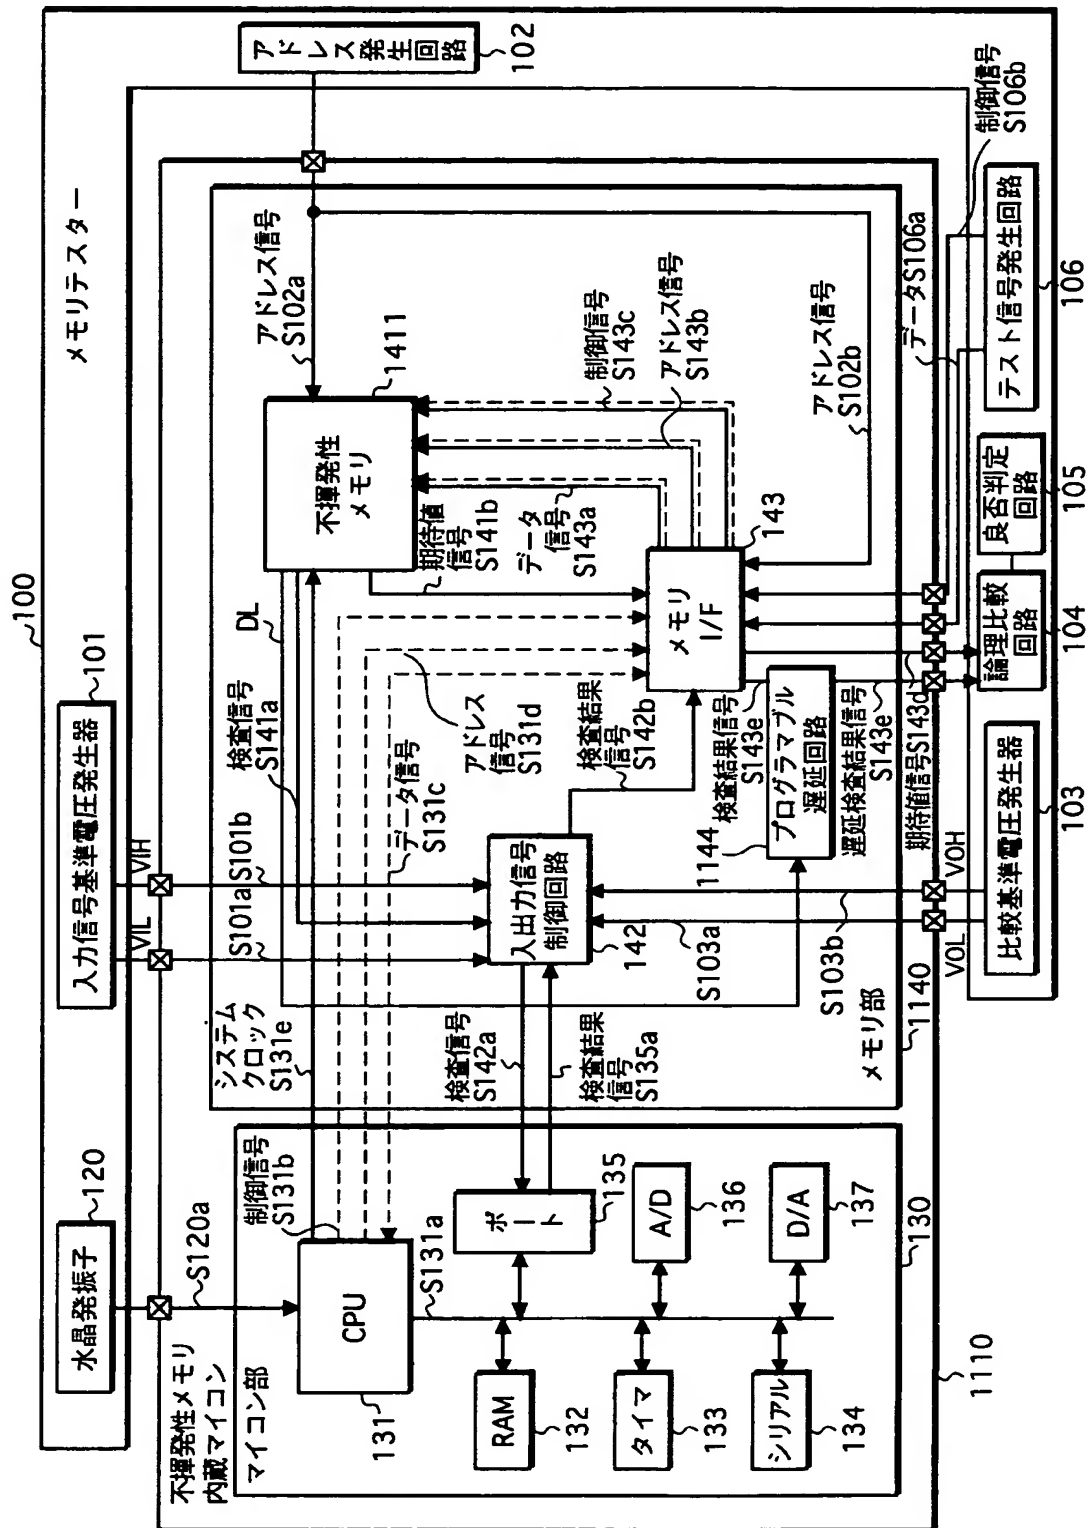 100
メモリテスター
水晶発振子
120
S120a
入力信号基準電圧発生器
101
VIL
VIH
S101a
S101b
アドレス発生回路
102
不揮発性メモリ
内蔵マイコン
マイコン部
CPU
131
制御信号
S131b
S131a
RAM
132
タイマ
133
シリアル
134
ポート
135
A/D
136
D/A
137
130
1110
システム
クロック
S131e
検査信号
S141a
DL
データ信号
S131c
アドレス
信号
S131d
検査信号
S142a
検査結果
信号
S135a
入出力信号
制御回路
142
検査結果
信号
S142b
S103a
S103b
メモリ部
1140
不揮発性
メモリ
1411
アドレス信号
S102a
期待値
信号
S141b
データ
信号
S143a
制御信号
S143c
アドレス信号
S143b
メモリ
I/F
143
アドレス信号
S102b
検査結果信号
S143e
1144
プログラマブル
遅延回路
遅延検査結果信号
S143e
期待値信号S143d
データS106a
制御信号
S106b
VOL
VOH
比較基準電圧発生器
103
論理比較
回路
104
良否判定
回路
105
テスト信号発生回路
106